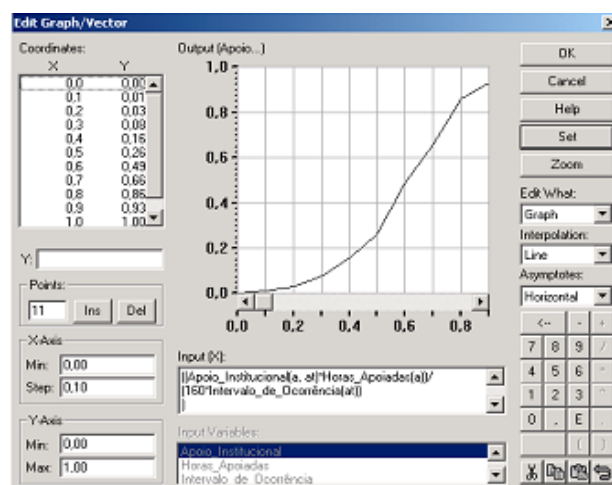 Edit Graph/Vector
Coordinates:
X Y
0,0 0,00
0,1 0,01
0,2 0,03
0,3 0,08
0,4 0,16
0,5 0,26
0,6 0,49
0,7 0,66
0,8 0,86
0,9 0,93
1,0 1,00
Y:
Points:
11 Ins Del
X-Axis
Min: 0,00
Step: 0,10
Y-Axis
Min: 0,00
Max: 1,00
Output (Apoio...)
1,0
0,8
0,6
0,4
0,2
0,0
0,0 0,2 0,4 0,6 0,8
Input (X):
((Apoio_Institucional(a, at)*Horas_Apoiadas(a))/
(160*Intervalo_de_Ocorrência(at))
)
Input Variables:
Apoio_Institucional
Horas_Apoiadas
Intervalo_de_Ocorrência
OK
Cancel
Help
Set
Zoom
Edit What:
Graph
Interpolation:
Line
Asymptotes:
Horizontal
<-- - +
7 8 9 /
4 5 6 *
1 2 3 ^
0 . E ,
( )